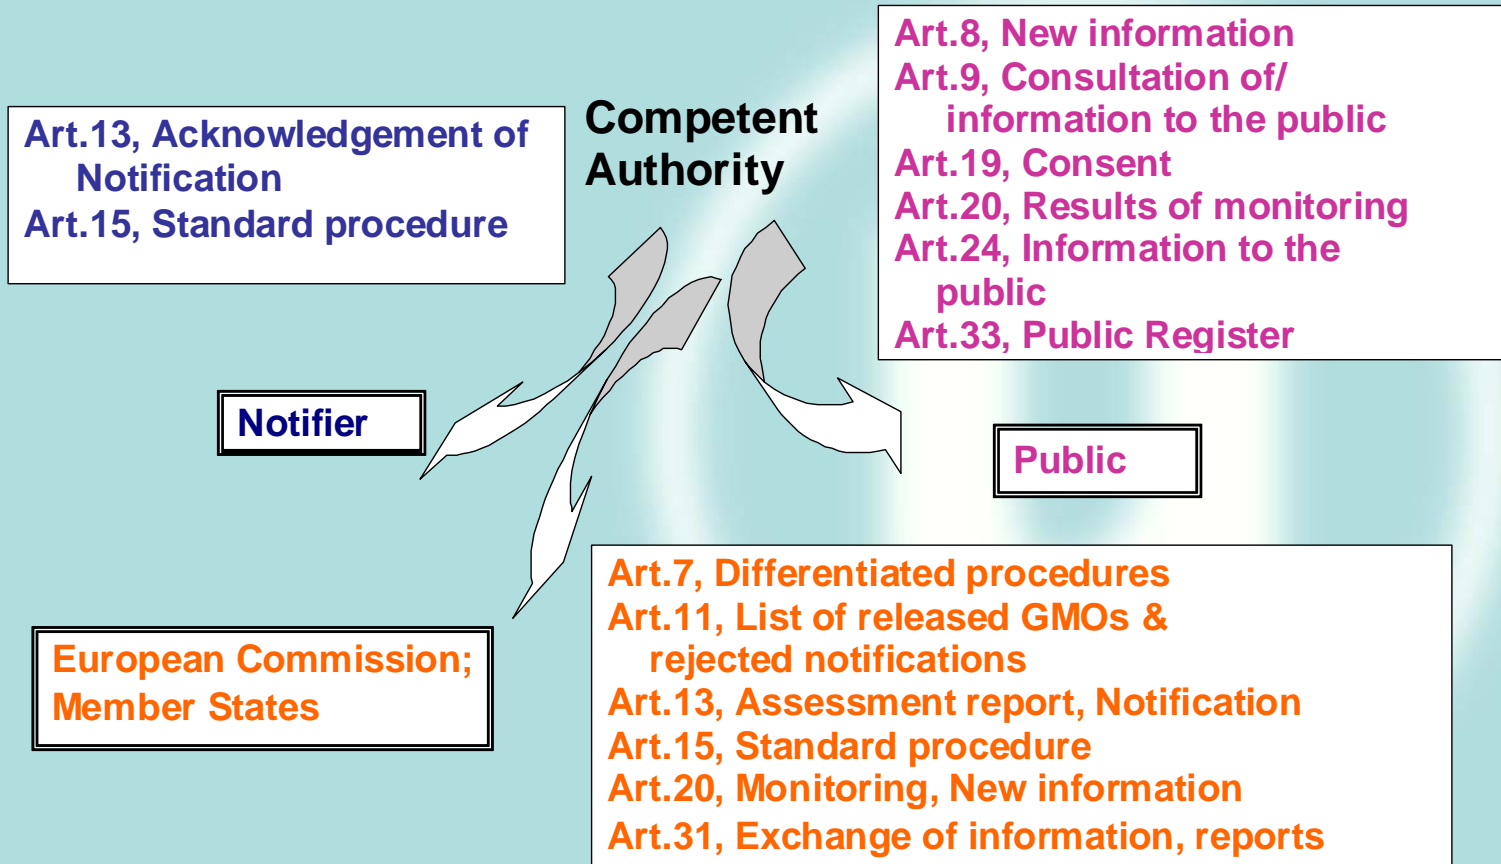 Competent
Authority
Art.13, Acknowledgement of
Notification
Art.15, Standard procedure
Art.8, New information
Art.9, Consultation of/
information to the public
Art.19, Consent
Art.20, Results of monitoring
Art.24, Information to the
public
Art.33, Public Register
Notifier
Public
European Commission;
Member States
Art.7, Differentiated procedures
Art.11, List of released GMOs &
rejected notifications
Art.13, Assessment report, Notification
Art.15, Standard procedure
Art.20, Monitoring, New information
Art.31, Exchange of information, reports